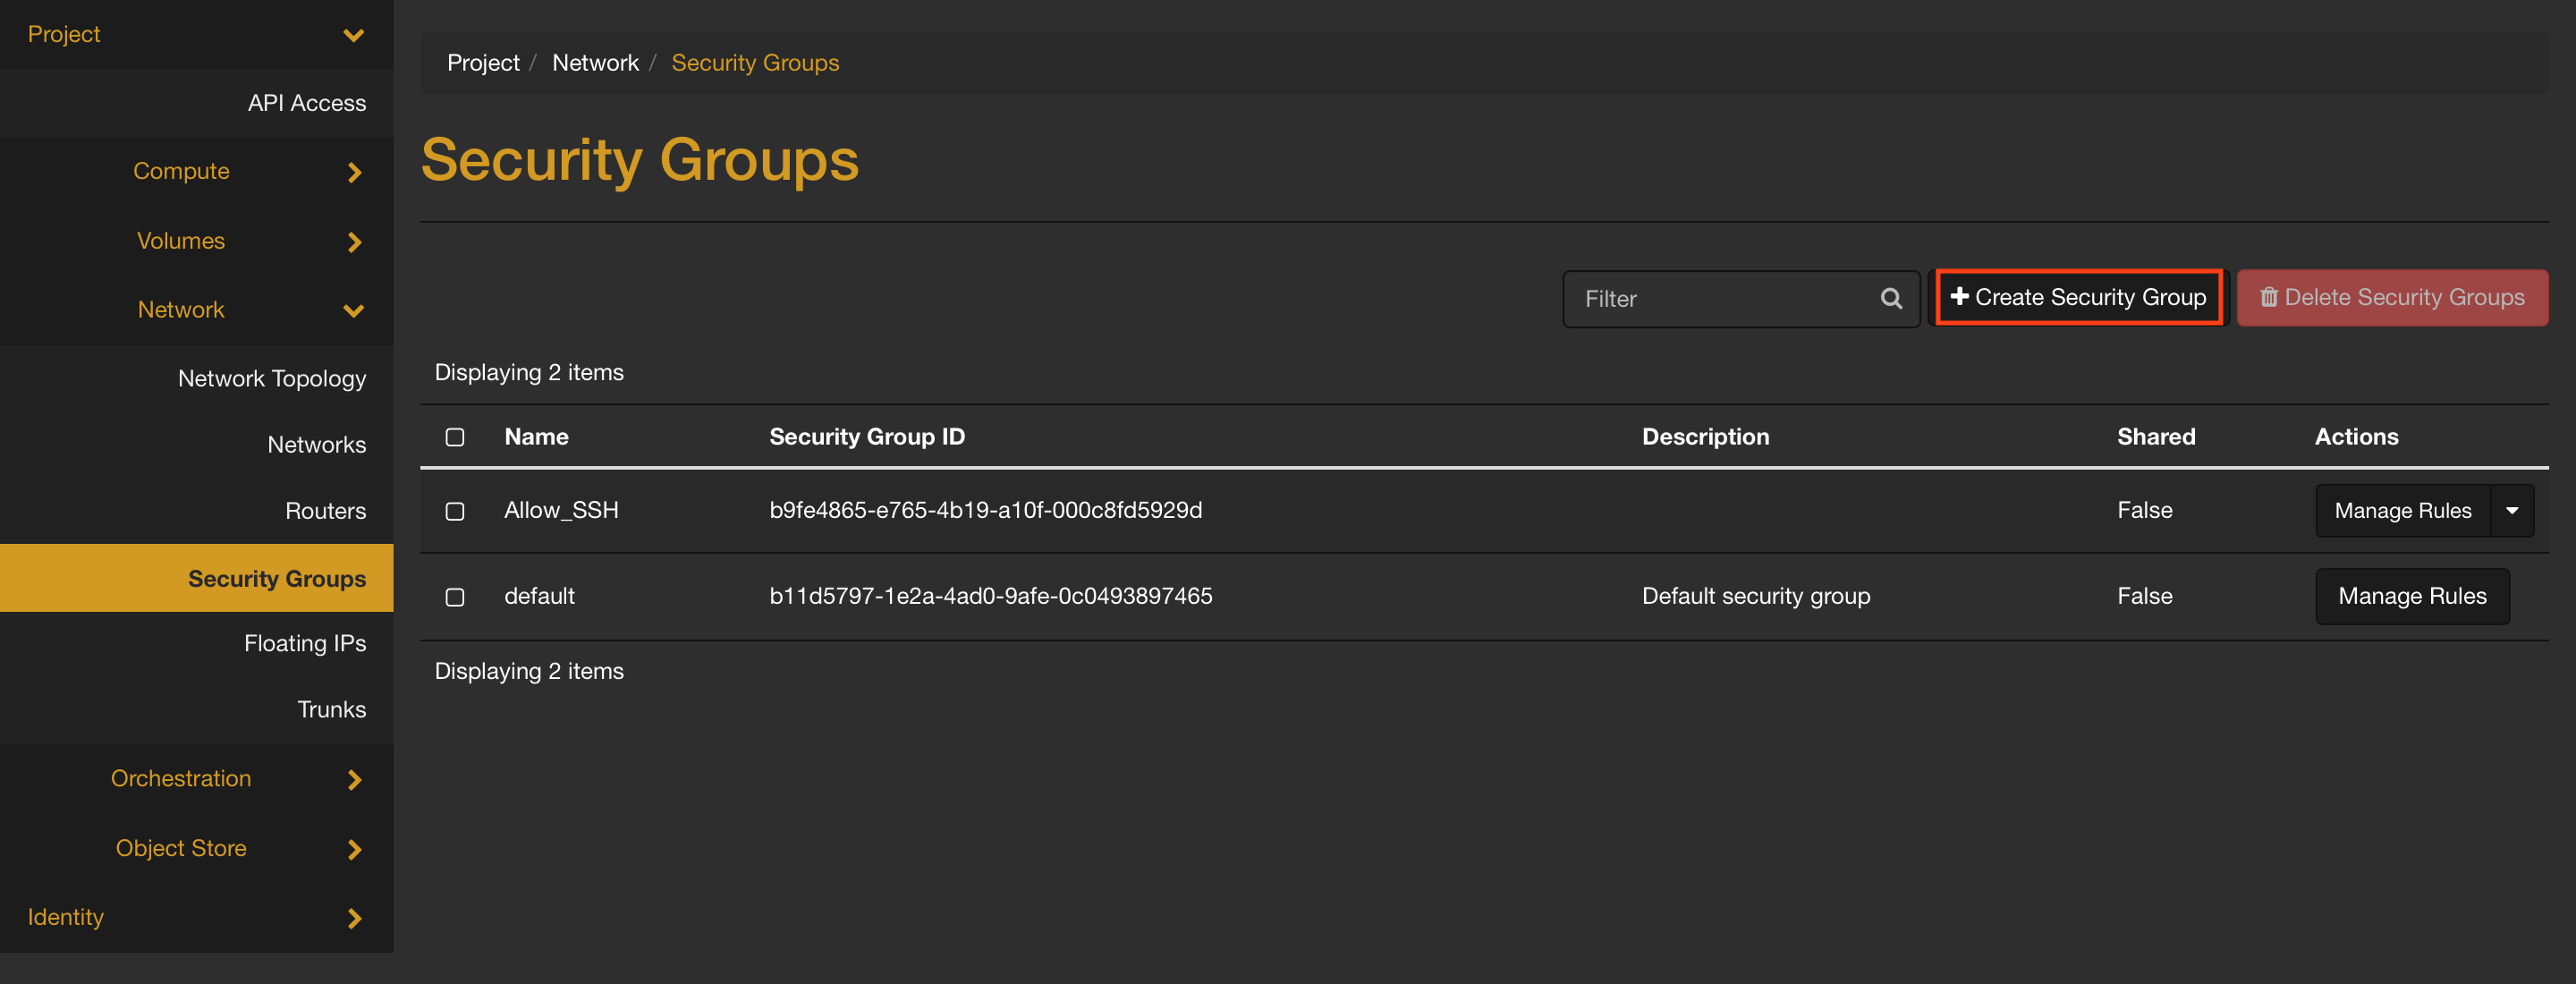 Project
API Access
Compute
Volumes
Network
Network Topology
Networks
Routers
Security Groups
Floating IPs
Trunks
Orchestration
Object Store
Identity
Project / Network / Security Groups
Security Groups
Filter Create Security Group Delete Security Groups
Displaying 2 items
Name Security Group ID Description Shared Actions
Allow_SSH b9fe4865-e765-4b19-a10f-000c8fd5929d False Manage Rules
default b11d5797-1e2a-4ad0-9afe-0c0493897465 Default security group False Manage Rules
Displaying 2 items